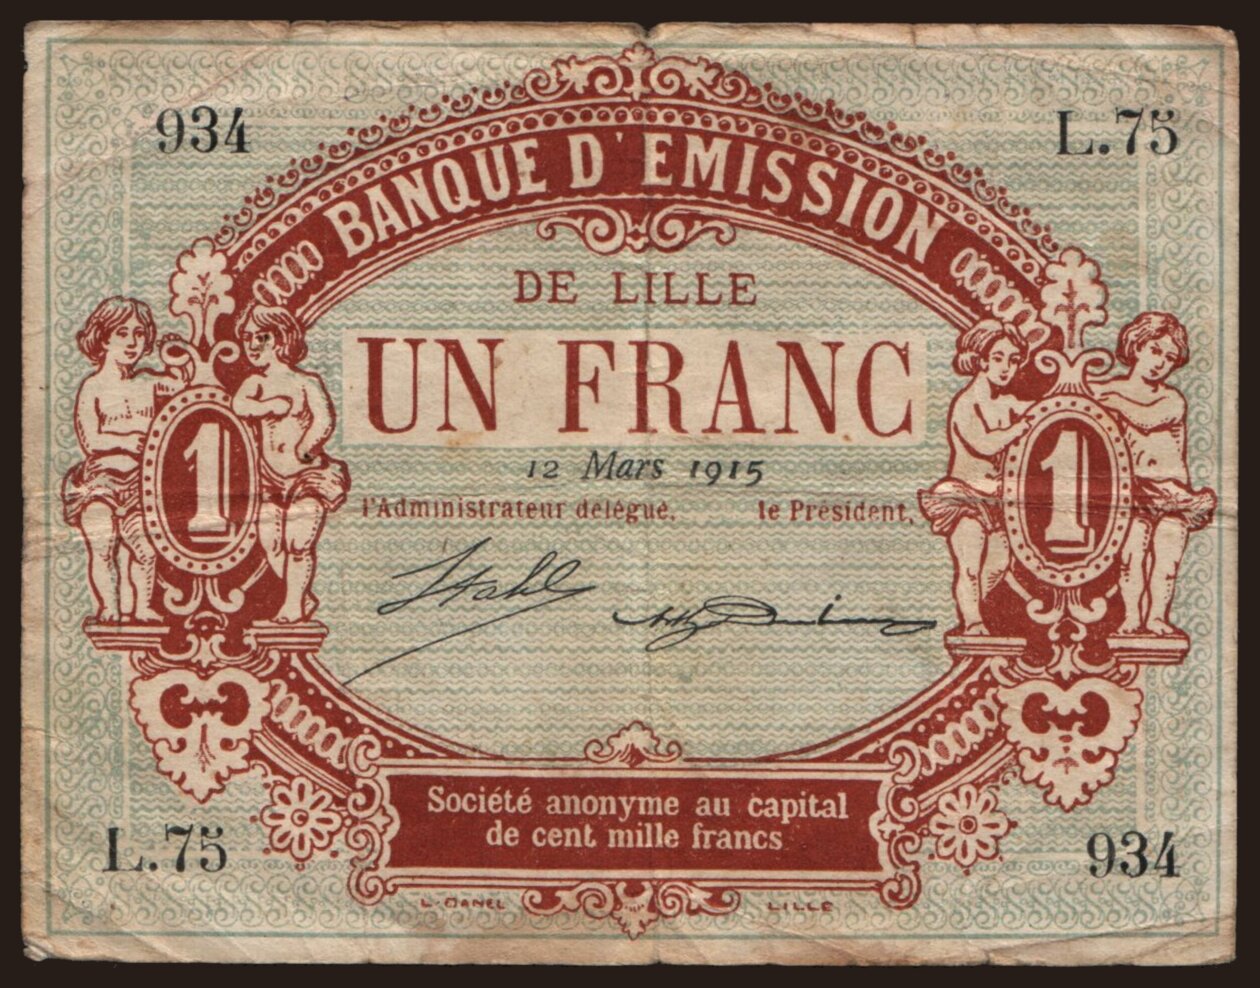 934
L.75
BANQUE D'EMISSION
DE LILLE
UN FRANC
12 Mars 1915
l'Administrateur délégué,
le Président,
1
1
Société anonyme au capital
de cent mille francs
L.75
934
L. DANEL
LILLE